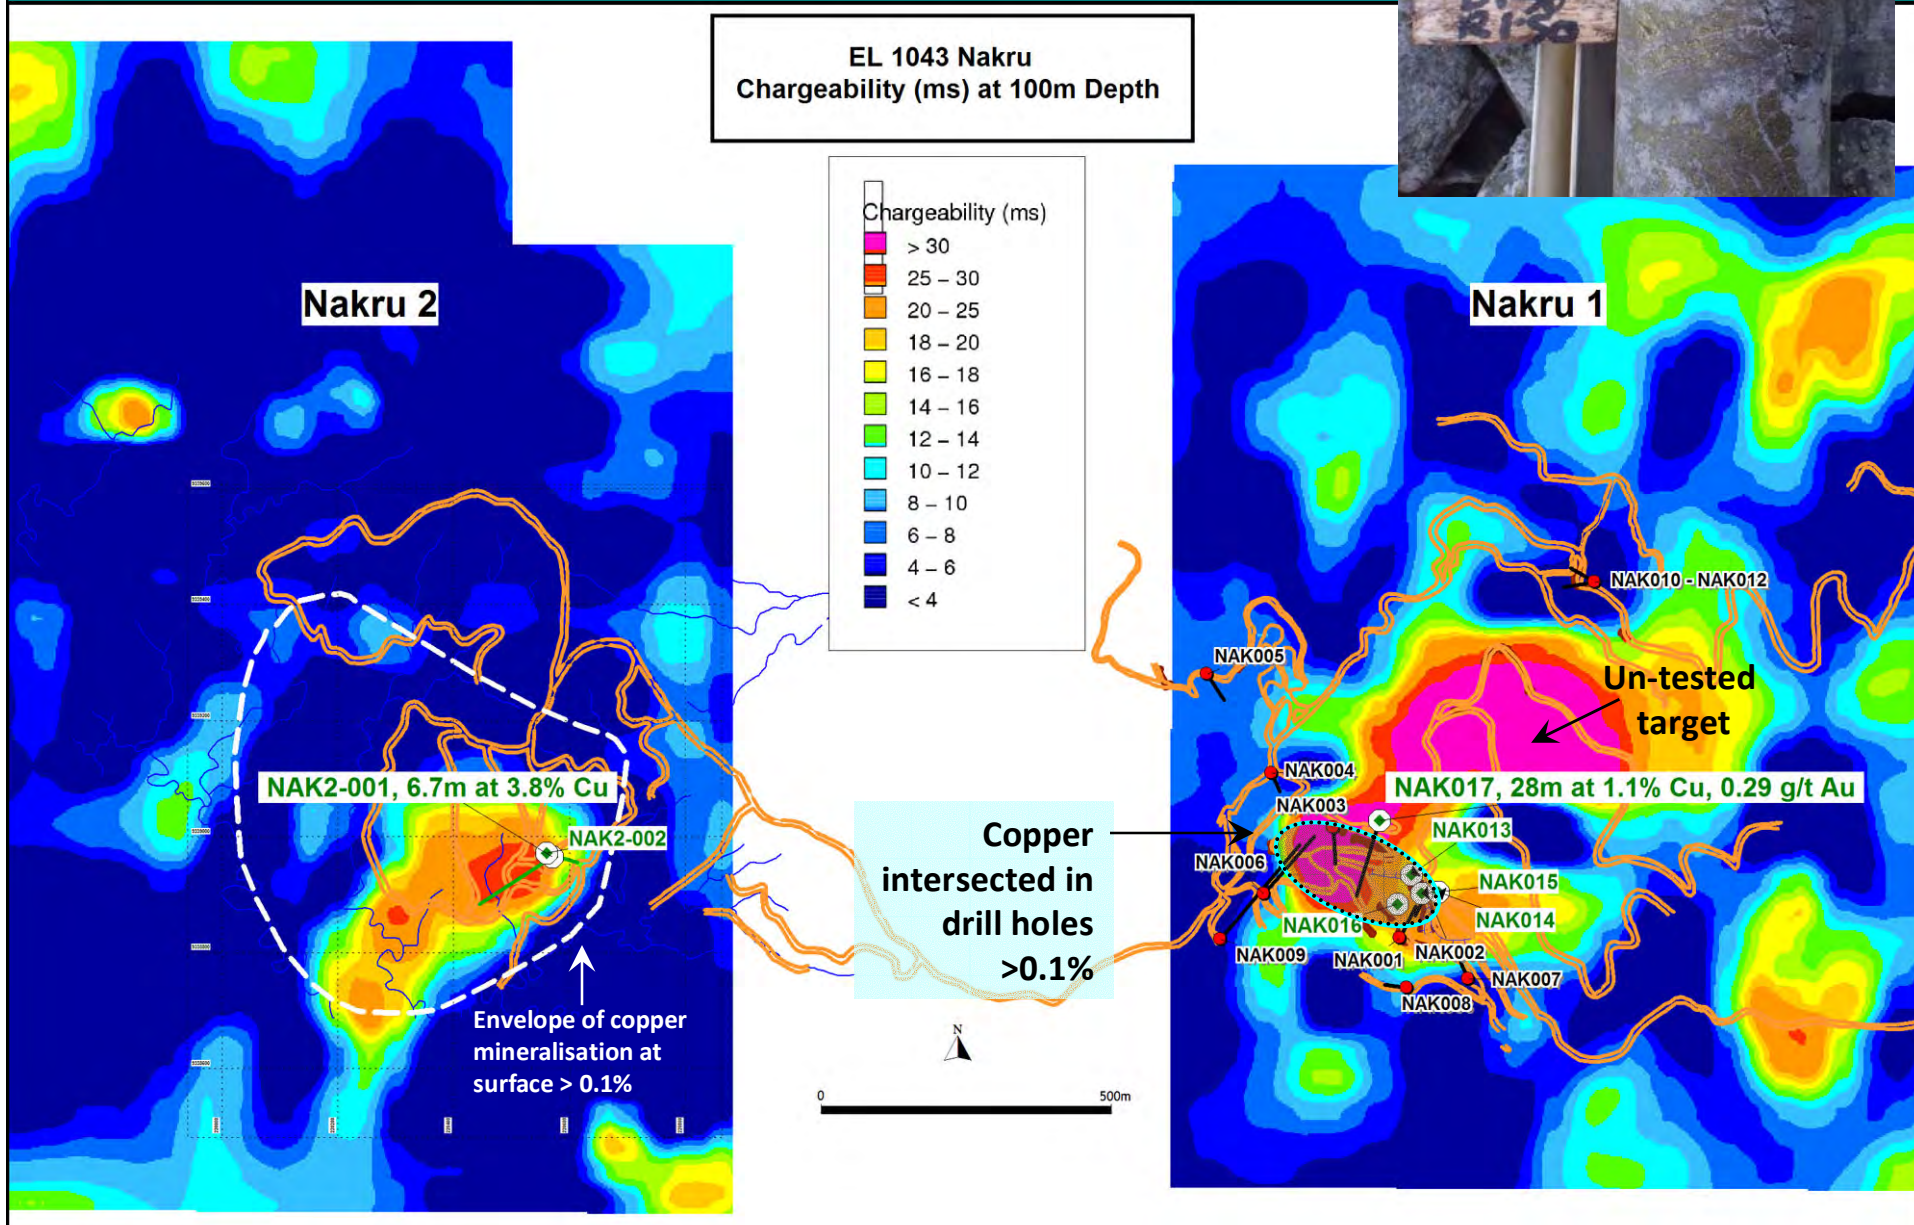 R1.50
EL 1043 Nakru
Chargeability (ms) at 100m Depth
Chargeability (ms)
> 30
25 – 30
20 – 25
18 – 20
16 – 18
14 – 16
12 – 14
10 – 12
8 – 10
6 – 8
4 – 6
< 4
Nakru 2
Nakru 1
NAK010 - NAK012
NAK005
Un-tested
target
NAK004
NAK2-001, 6.7m at 3.8% Cu
NAK017, 28m at 1.1% Cu, 0.29 g/t Au
NAK003
NAK013
NAK2-002
Copper
intersected in
drill holes
>0.1%
NAK006
NAK015
NAK014
NAK016
NAK009
NAK001
NAK002
NAK007
NAK008
Envelope of copper
mineralisation at
surface > 0.1%
N
0
500m